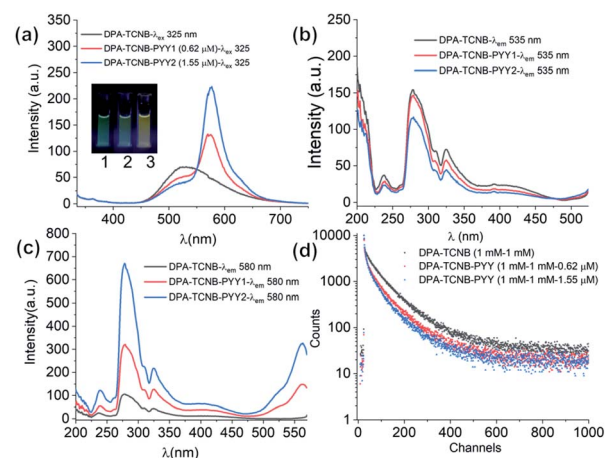 (a)
DPA-TCNB-λex 325 nm
DPA-TCNB-PYY1 (0.62 μM)-λex 325
DPA-TCNB-PYY2 (1.55 μM)-λex 325
350
300
250
200
150
100
50
0
Intensity (a.u.)
1 2 3
400 500 600 700
λ(nm)
(b)
DPA-TCNB-λem 535 nm
DPA-TCNB-PYY1-λem 535 nm
DPA-TCNB-PYY2-λem 535 nm
200
150
100
50
0
Intensity (a.u.)
200 250 300 350 400 450 500
λ (nm)
(c)
DPA-TCNB-λem 580 nm
DPA-TCNB-PYY1-λem 580 nm
DPA-TCNB-PYY2-λem 580 nm
800
700
600
500
400
300
200
100
0
Intensity(a.u.)
200 250 300 350 400 450 500 550
λ(nm)
(d)
DPA-TCNB (1 mM-1 mM)
DPA-TCNB-PYY (1 mM-1 mM-0.62 μM)
DPA-TCNB-PYY (1 mM-1 mM-1.55 μM)
10000
1000
100
10
1
Counts
0 200 400 600 800 1000
Channels